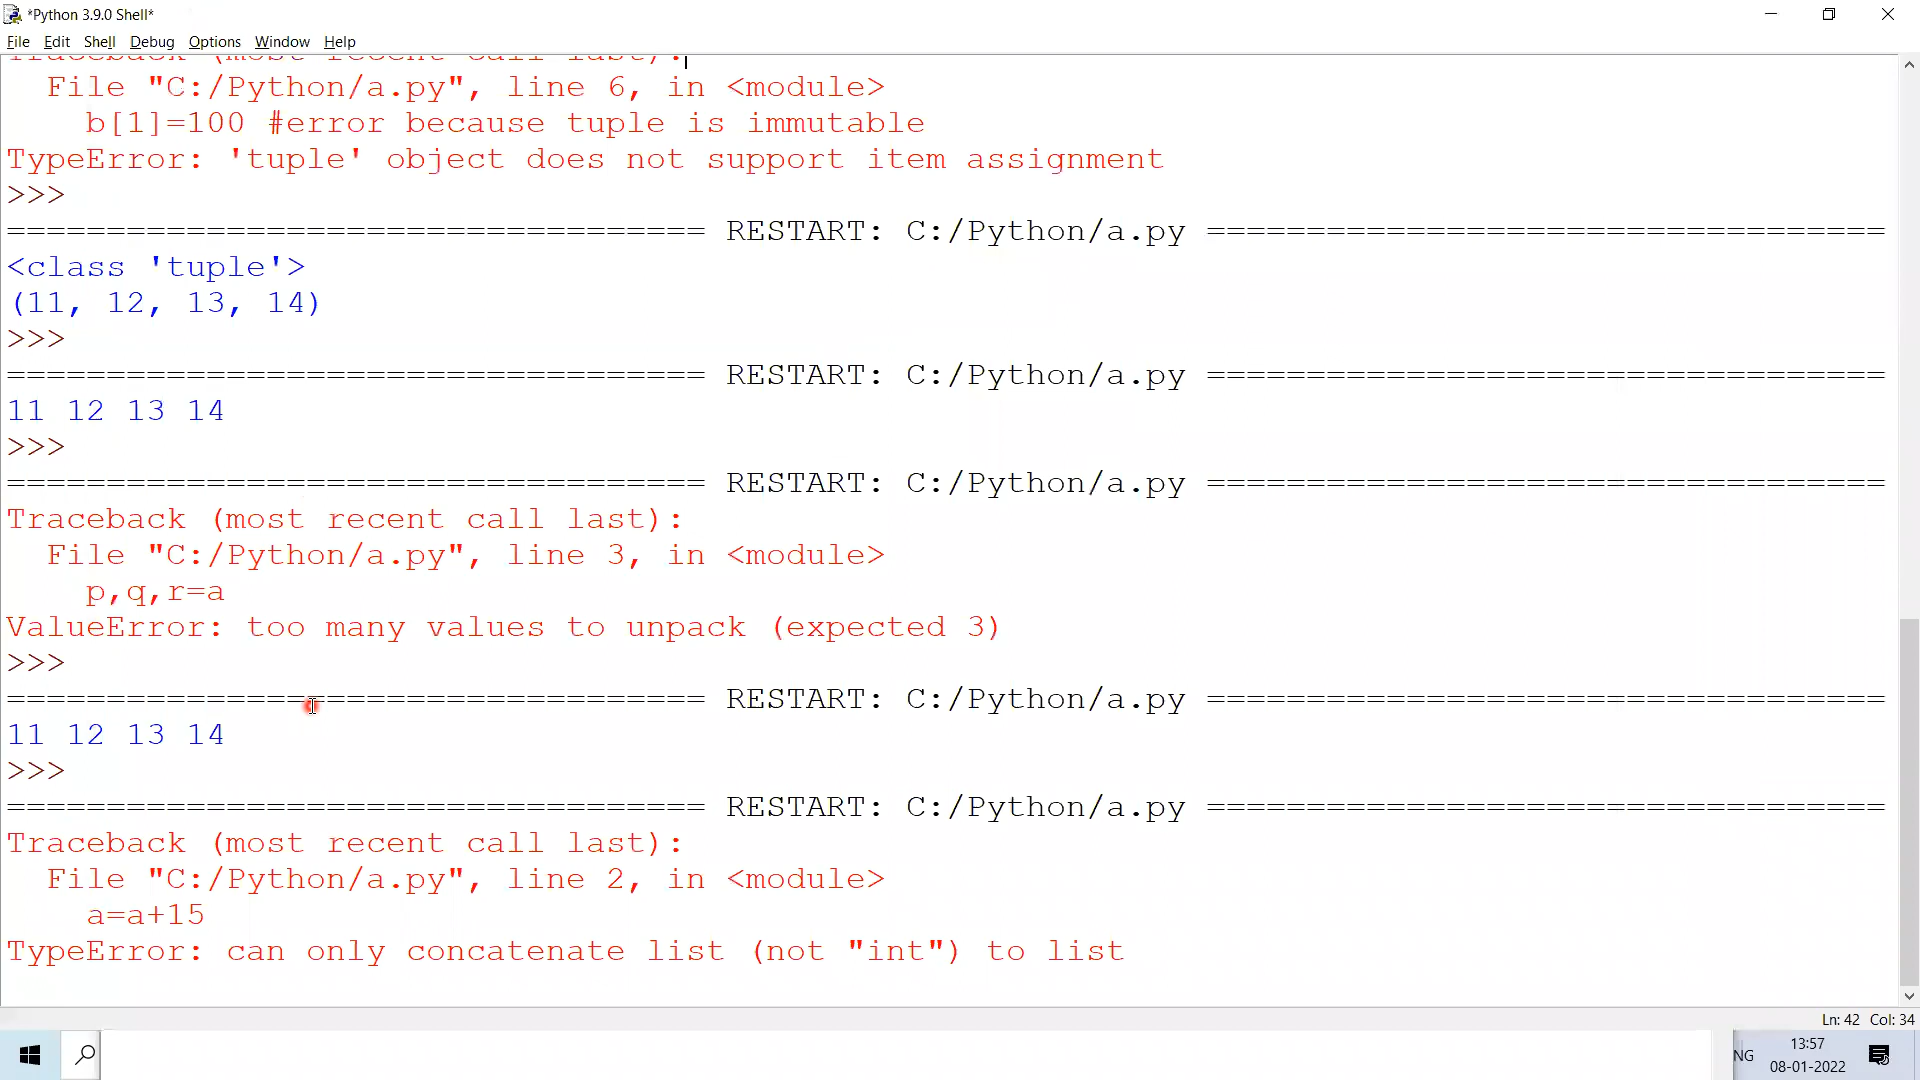 *Python 3.9.0 Shell*
File Edit Shell Debug Options Window Help
Traceback (most recent call last):
File "C:/Python/a.py", line 6, in <module>
b[1]=100 #error because tuple is immutable
TypeError: 'tuple' object does not support item assignment
>>>
=================================== RESTART: C:/Python/a.py ==================================
<class 'tuple'>
(11, 12, 13, 14)
>>>
=================================== RESTART: C:/Python/a.py ==================================
11 12 13 14
>>>
=================================== RESTART: C:/Python/a.py ==================================
Traceback (most recent call last):
File "C:/Python/a.py", line 3, in <module>
p,q,r=a
ValueError: too many values to unpack (expected 3)
>>>
=================================== RESTART: C:/Python/a.py ==================================
11 12 13 14
>>>
=================================== RESTART: C:/Python/a.py ==================================
Traceback (most recent call last):
File "C:/Python/a.py", line 2, in <module>
a=a+15
TypeError: can only concatenate list (not "int") to list
Ln: 42 Col: 34
NG
13:57
08-01-2022